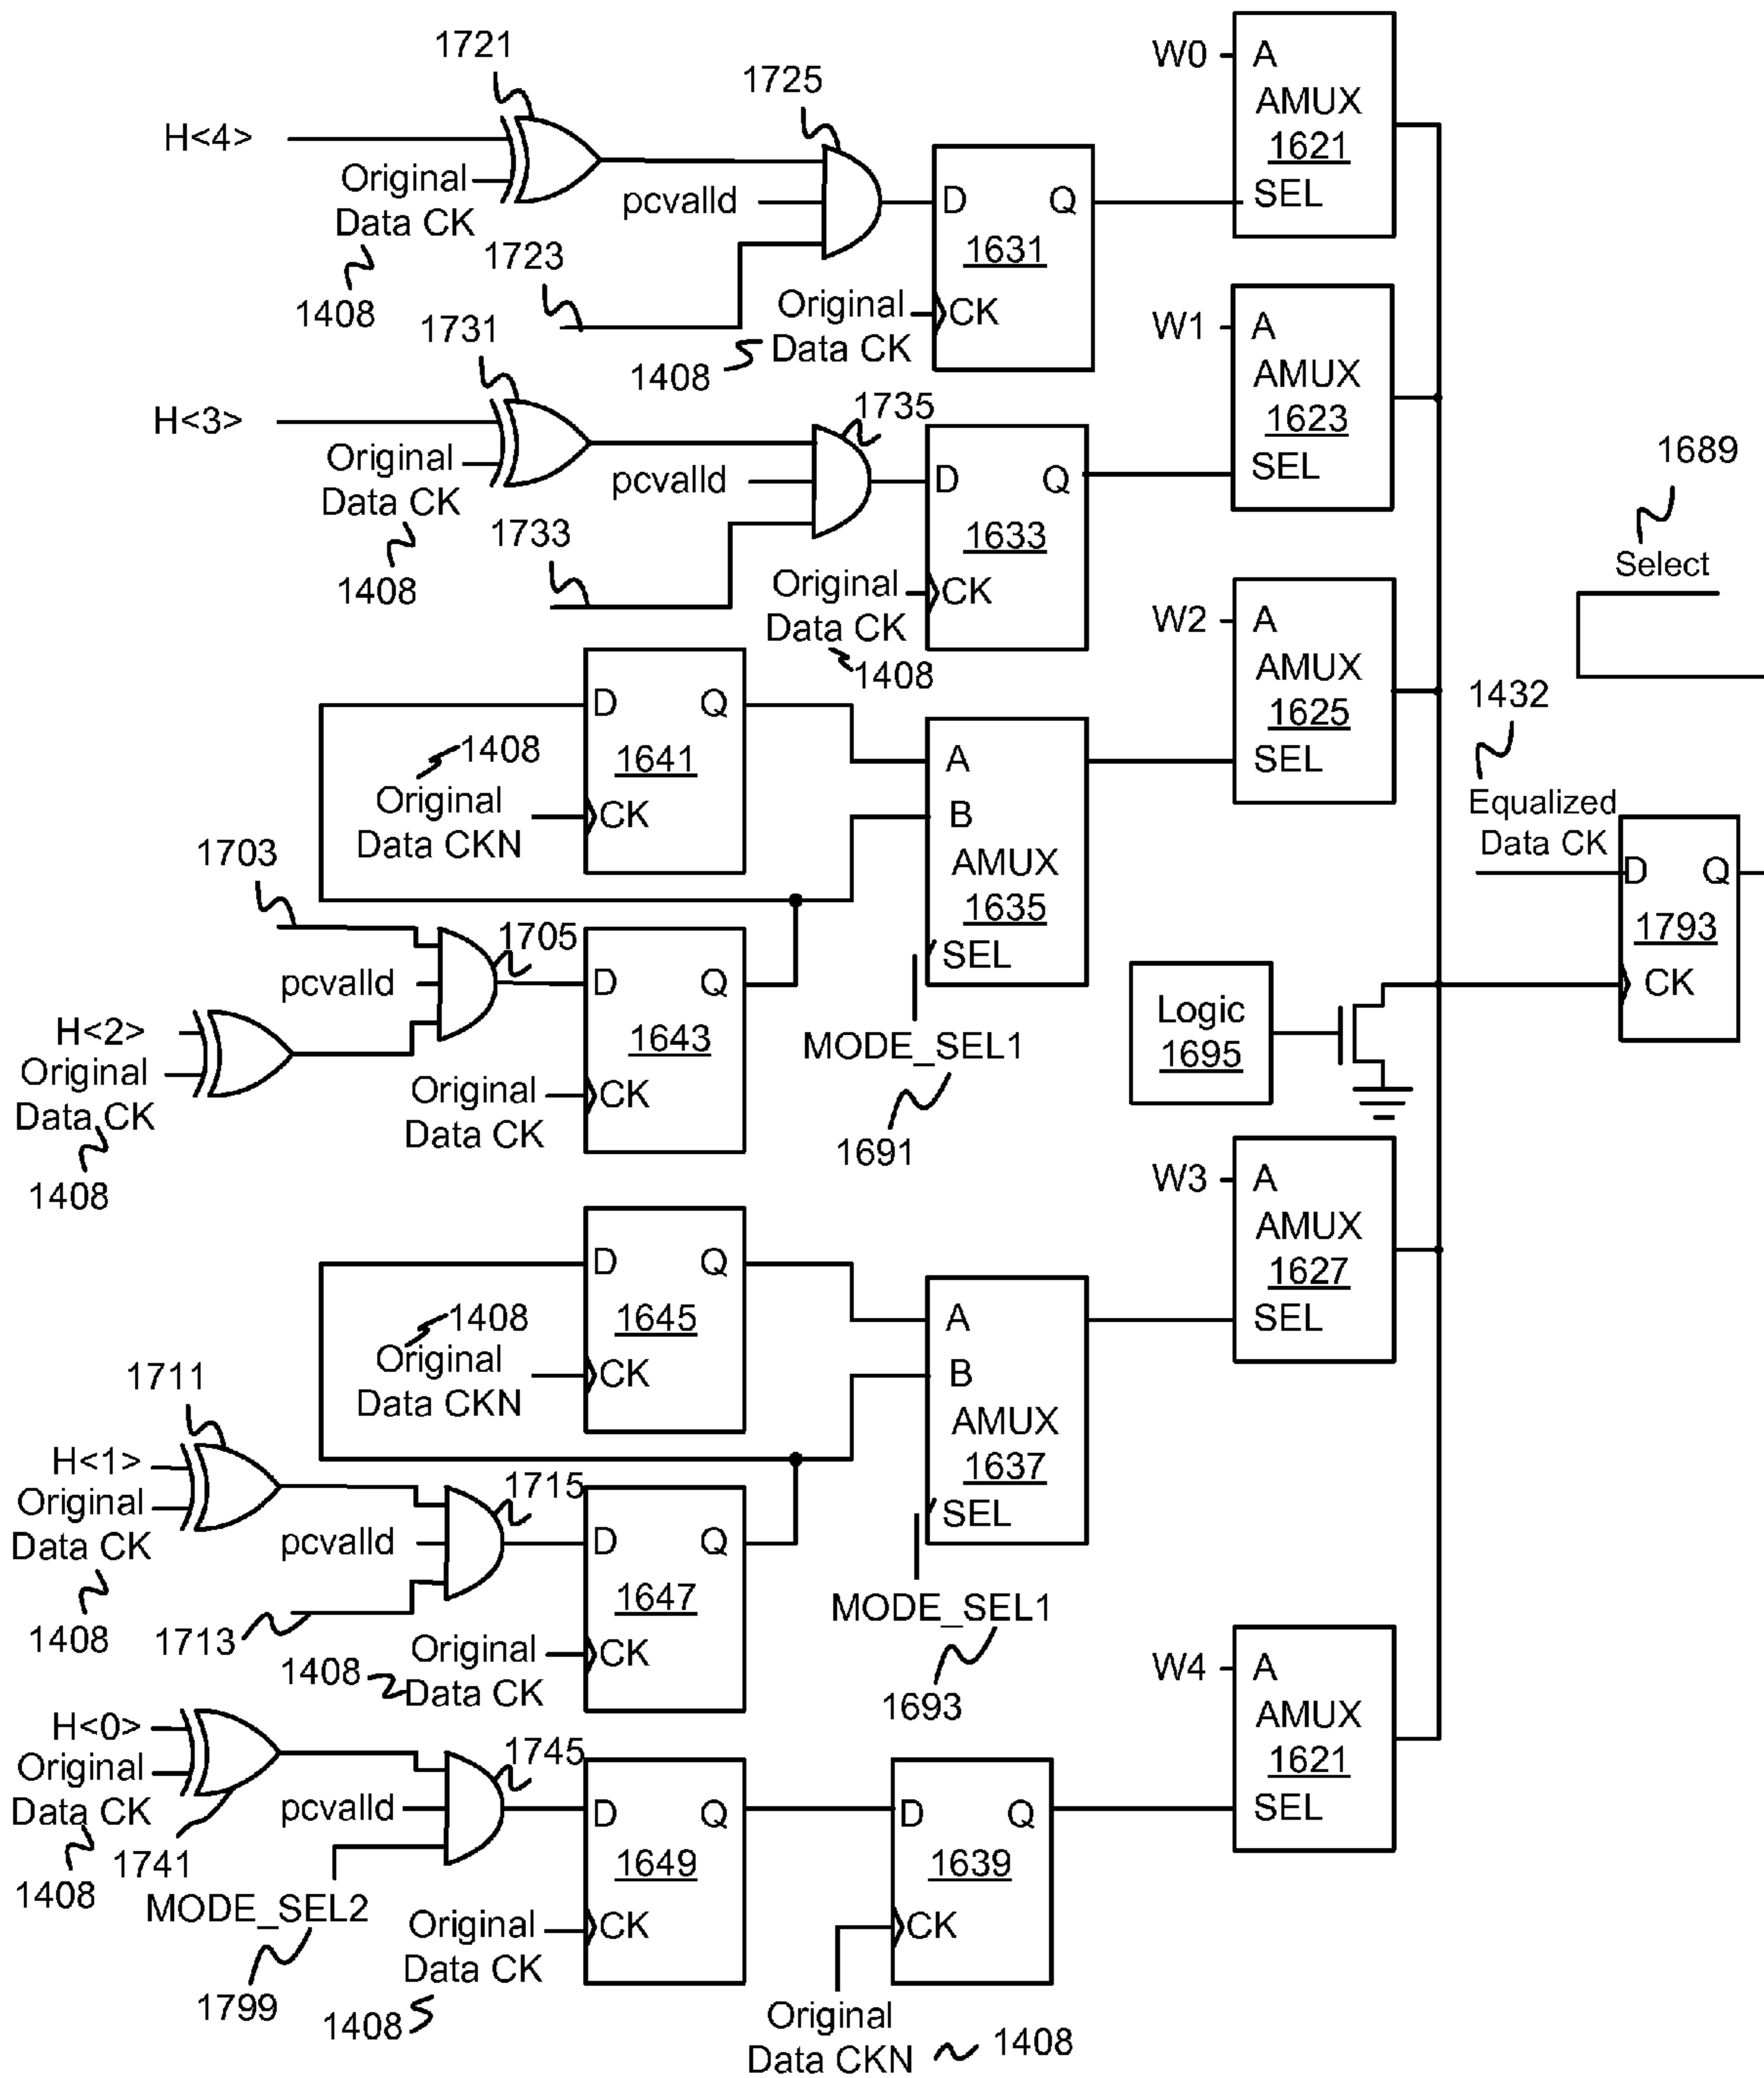 1721
1725
W0
A
AMUX
1621
SEL
H<4>
Original
Data CK
1408
pcvalld
1723
D
Q
1631
CK
Original
Data CK
1408
1731
W1
A
AMUX
1623
SEL
H<3>
Original
Data CK
1408
1735
pcvalld
1733
D
Q
1633
CK
Original
Data CK
1408
1689
Select
W2
A
AMUX
1625
SEL
D
Q
1641
CK
1408
Original
Data CKN
A
B
AMUX
1635
SEL
MODE_SEL1
1691
1432
Equalized
Data CK
D
Q
1793
CK
1703
1705
pcvalld
H<2>
Original
Data CK
1408
D
Q
1643
CK
Original
Data CK
Logic
1695
W3
A
AMUX
1627
SEL
D
Q
1645
CK
1408
Original
Data CKN
A
B
AMUX
1637
SEL
MODE_SEL1
1693
1711
H<1>
Original
Data CK
1408
1715
pcvalld
1713
D
Q
1647
CK
Original
Data CK
1408
W4
A
AMUX
1621
SEL
H<0>
Original
Data CK
1408
1741
1745
pcvalld
MODE_SEL2
1799
D
Q
1649
CK
Original
Data CK
1408
D
Q
1639
CK
Original
Data CKN
1408